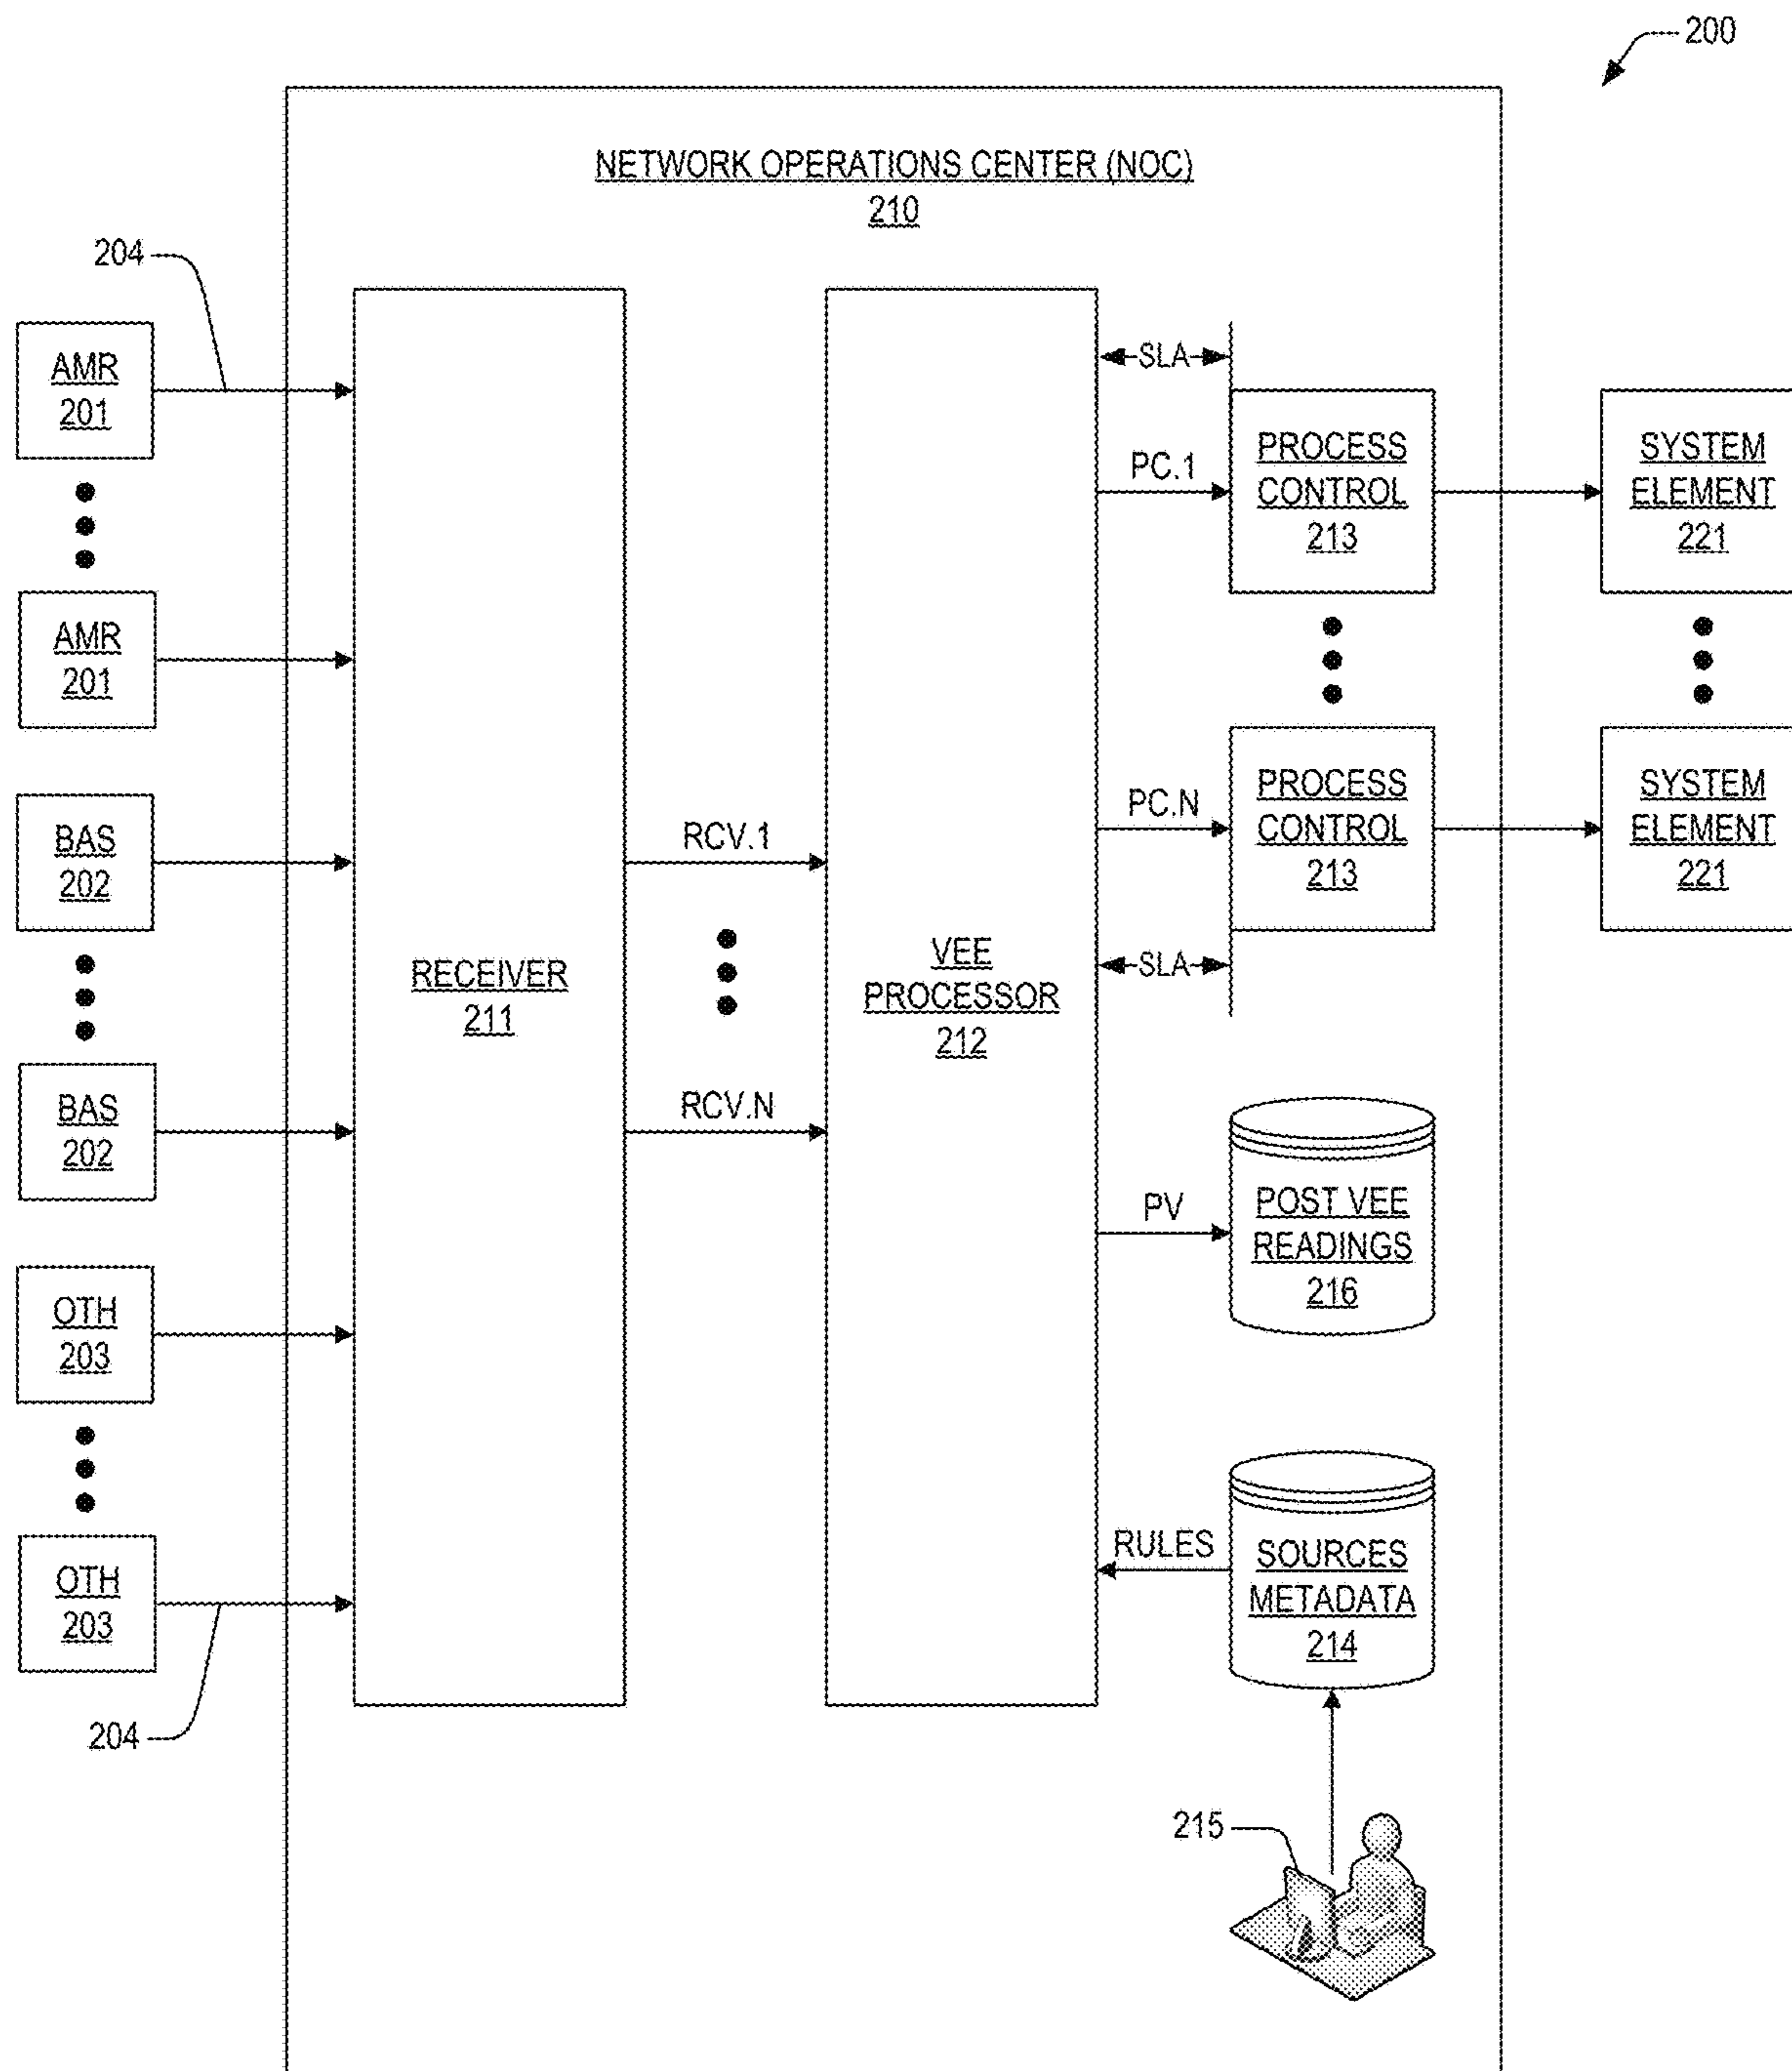 200
NETWORK OPERATIONS CENTER (NOC)
210
204
AMR
201
AMR
201
BAS
202
BAS
202
OTH
203
OTH
203
204
RECEIVER
211
RCV.1
RCV.N
VEE
PROCESSOR
212
SLA
PC.1
PC.N
SLA
PV
RULES
PROCESS
CONTROL
213
PROCESS
CONTROL
213
SYSTEM
ELEMENT
221
SYSTEM
ELEMENT
221
POST VEE
READINGS
216
SOURCES
METADATA
214
215